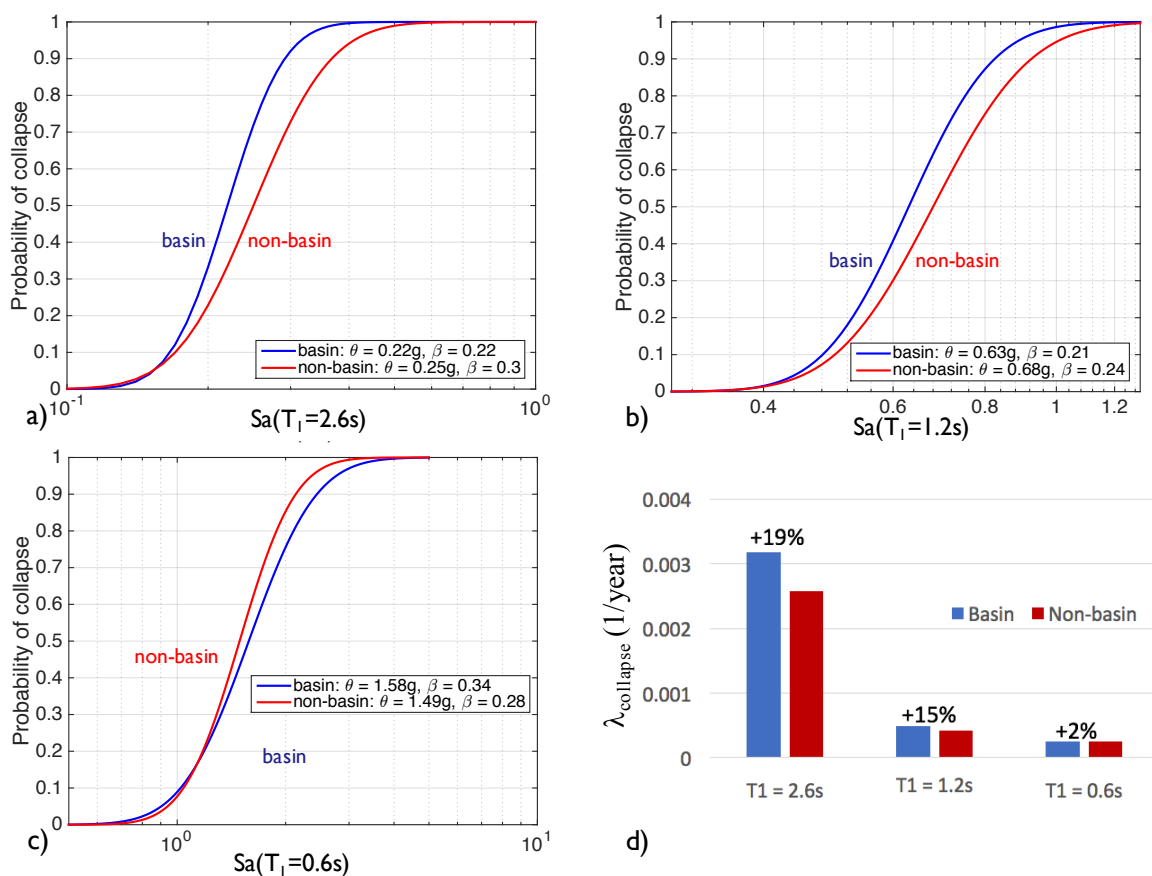 1
0.9
0.8
0.7
0.6
0.5
0.4
0.3
0.2
0.1
0
Probability of collapse
basin
non-basin
basin: θ = 0.22g, β = 0.22
non-basin: θ = 0.25g, β = 0.3
10⁻¹
10⁰
a)
Sa(T₁=2.6s)
1
0.9
0.8
0.7
0.6
0.5
0.4
0.3
0.2
0.1
0
Probability of collapse
basin
non-basin
basin: θ = 0.63g, β = 0.21
non-basin: θ = 0.68g, β = 0.24
0.4
0.6
0.8
1
1.2
b)
Sa(T₁=1.2s)
1
0.9
0.8
0.7
0.6
0.5
0.4
0.3
0.2
0.1
0
Probability of collapse
non-basin
basin: θ = 1.58g, β = 0.34
non-basin: θ = 1.49g, β = 0.28
basin
10⁰
10¹
c)
Sa(T₁=0.6s)
0.004
0.003
0.002
0.001
0
λcollapse (1/year)
+19%
Basin
Non-basin
+15%
+2%
T1 = 2.6s
T1 = 1.2s
T1 = 0.6s
d)